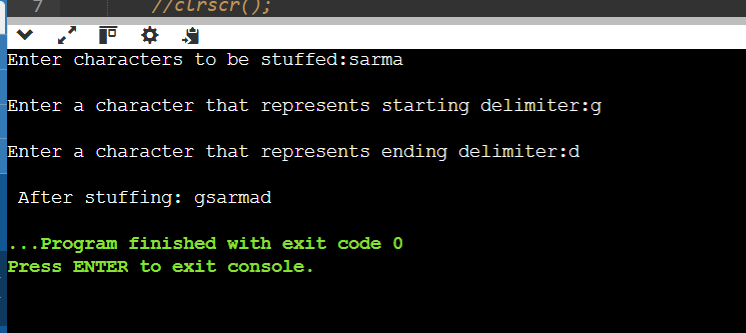 7 //clrscr();
Enter characters to be stuffed:sarma
Enter a character that represents starting delimiter:g
Enter a character that represents ending delimiter:d
After stuffing: gsarmad
...Program finished with exit code 0
Press ENTER to exit console.